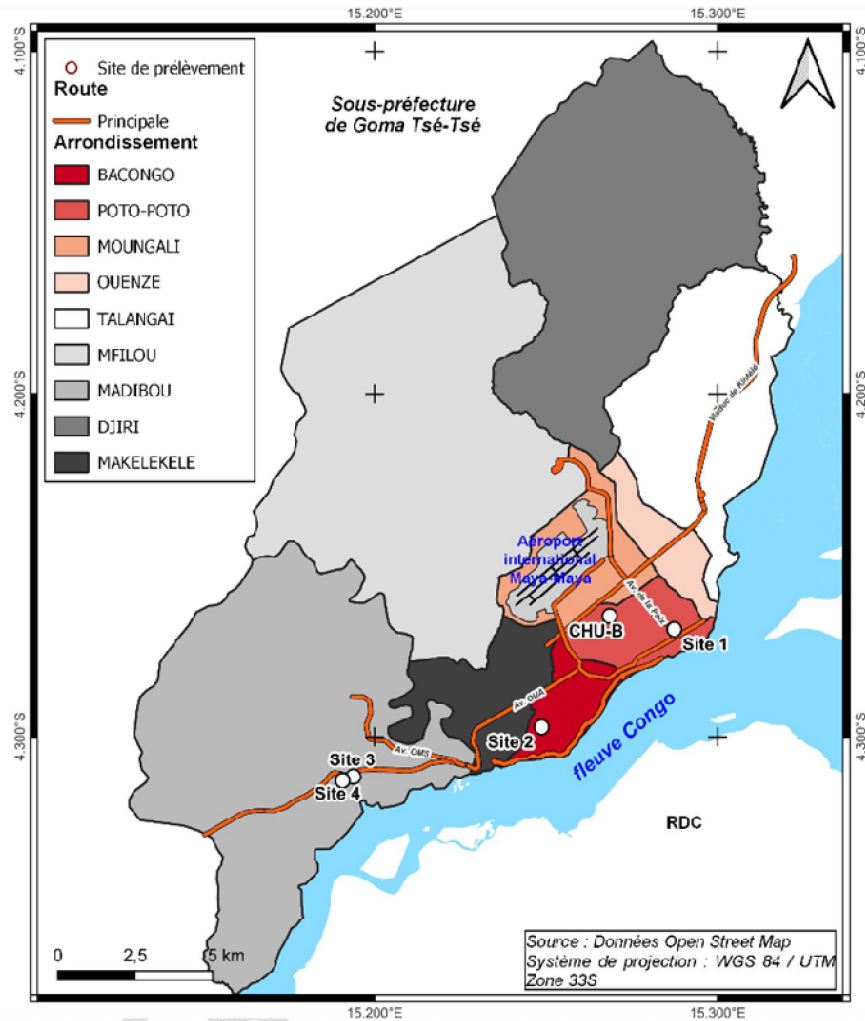 15.200°E
15.300°E
4.100°S
4.100°S
Site de prélèvement
Route
Principale
Arrondissement
BACONGO
POTO-POTO
MOUNGALI
OUENZE
TALANGAI
MFILOU
MADIBOU
DJIRI
MAKELEKELE
Sous-préfecture
de Goma Tsé-Tsé
4.200°S
4.200°S
Viaduc de Kintélé
Aéroport
international
Maya-Maya
Av. de la Paix
CHU-B
Site 1
Av. OUA
Site 2
fleuve Congo
4.300°S
4.300°S
Av. OMS
Site 3
Site 4
RDC
0 2,5 5 km
Source : Données Open Street Map
Système de projection : WGS 84 / UTM
Zone 33S
15.200°E
15.300°E